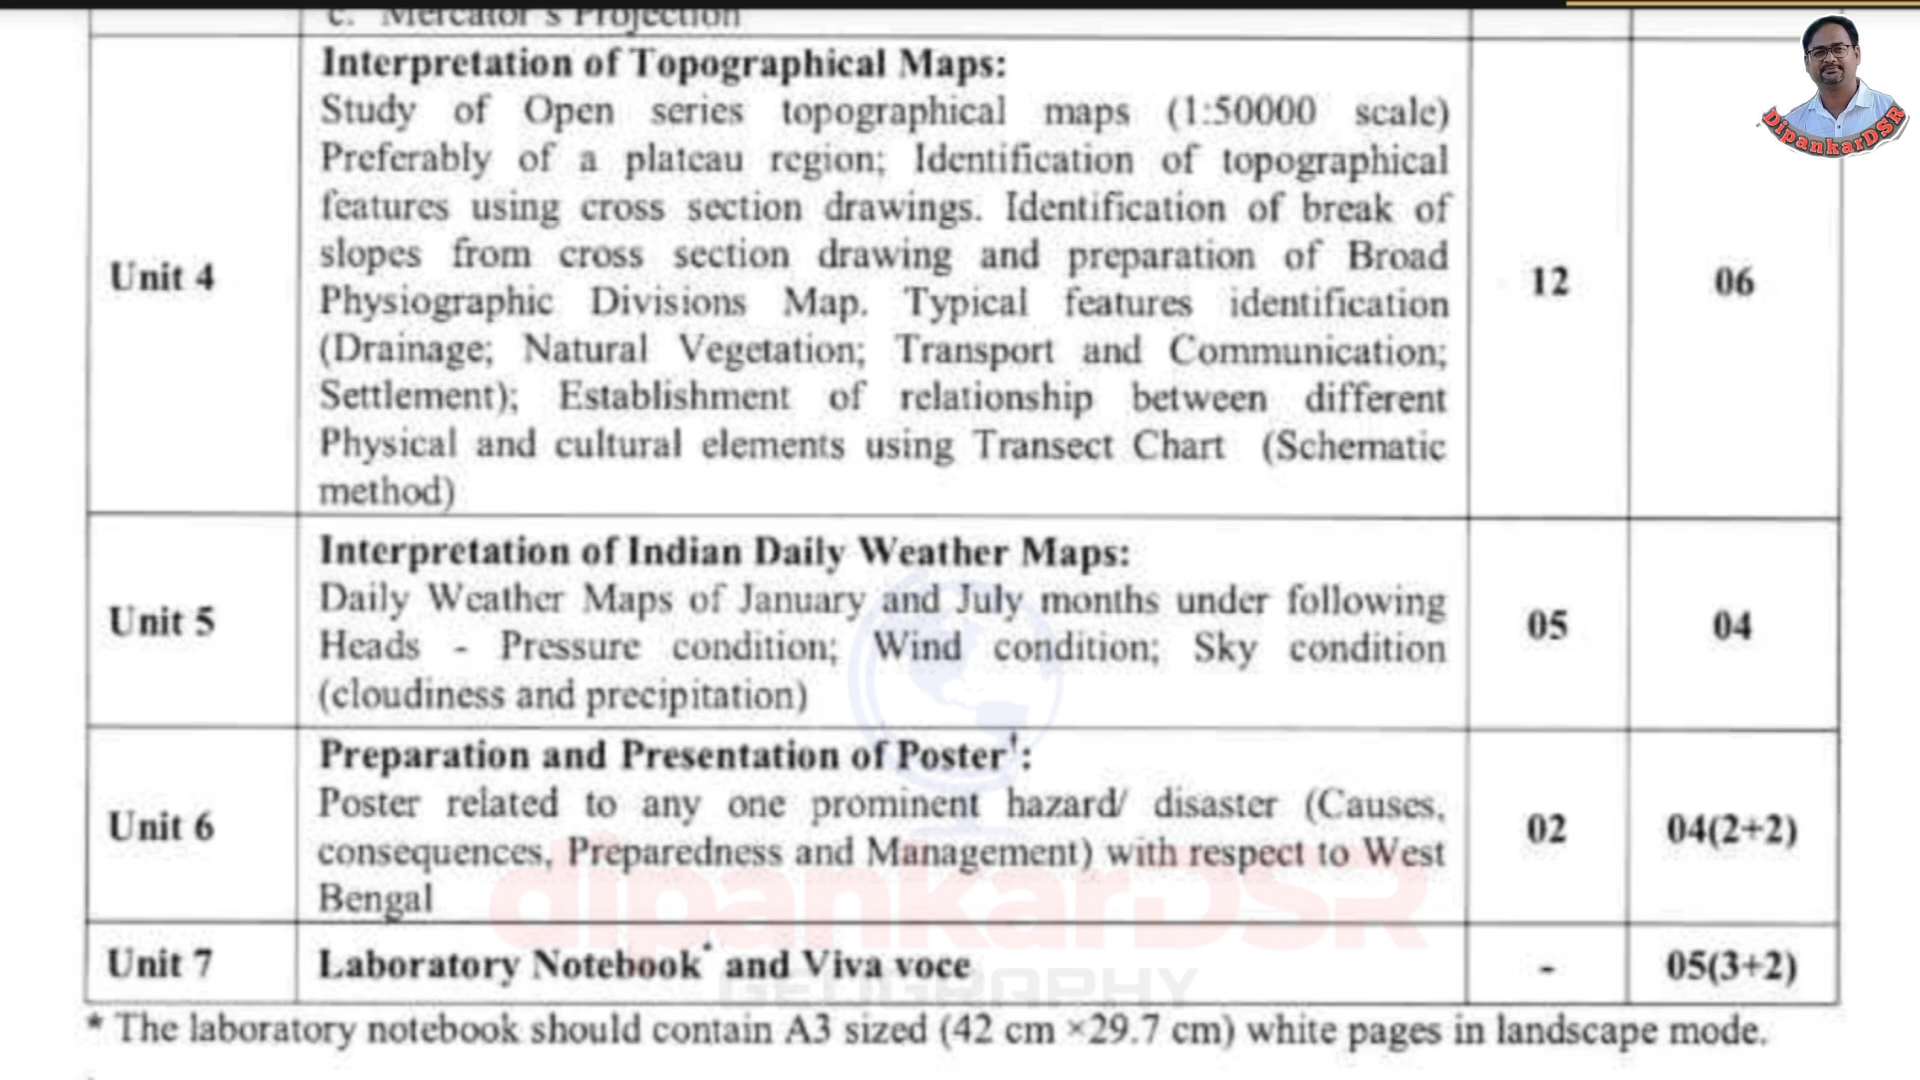 c. Mercator's Projection
Interpretation of Topographical Maps:
Study of Open series topographical maps (1:50000 scale)
Preferably of a plateau region; Identification of topographical
features using cross section drawings. Identification of break of
slopes from cross section drawing and preparation of Broad
Unit 4
12
06
Physiographic Divisions Map. Typical features identification
(Drainage; Natural Vegetation; Transport and Communication;
Settlement); Establishment of relationship between different
Physical and cultural elements using Transect Chart (Schematic
method)
Interpretation of Indian Daily Weather Maps:
Daily Weather Maps of January and July months under following
Unit 5
05
04
Heads - Pressure condition; Wind condition; Sky condition
(cloudiness and precipitation)
Preparation and Presentation of Poster†:
Poster related to any one prominent hazard/ disaster (Causes,
Unit 6
02
04(2+2)
consequences, Preparedness and Management) with respect to West
Bengal
Unit 7
Laboratory Notebook* and Viva voce
-
05(3+2)
* The laboratory notebook should contain A3 sized (42 cm ×29.7 cm) white pages in landscape mode.
DipankarDSR
dipankarDSR
GEOGRAPHY